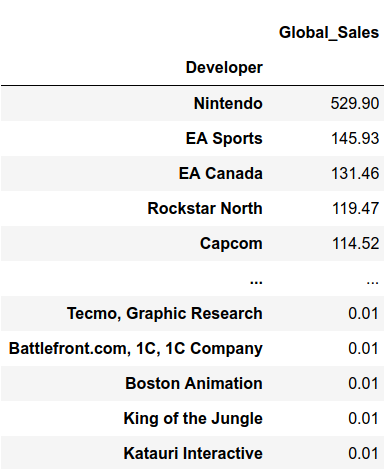 Global_Sales
Developer
Nintendo 529.90
EA Sports 145.93
EA Canada 131.46
Rockstar North 119.47
Capcom 114.52
... ...
Tecmo, Graphic Research 0.01
Battlefront.com, 1C, 1C Company 0.01
Boston Animation 0.01
King of the Jungle 0.01
Katauri Interactive 0.01